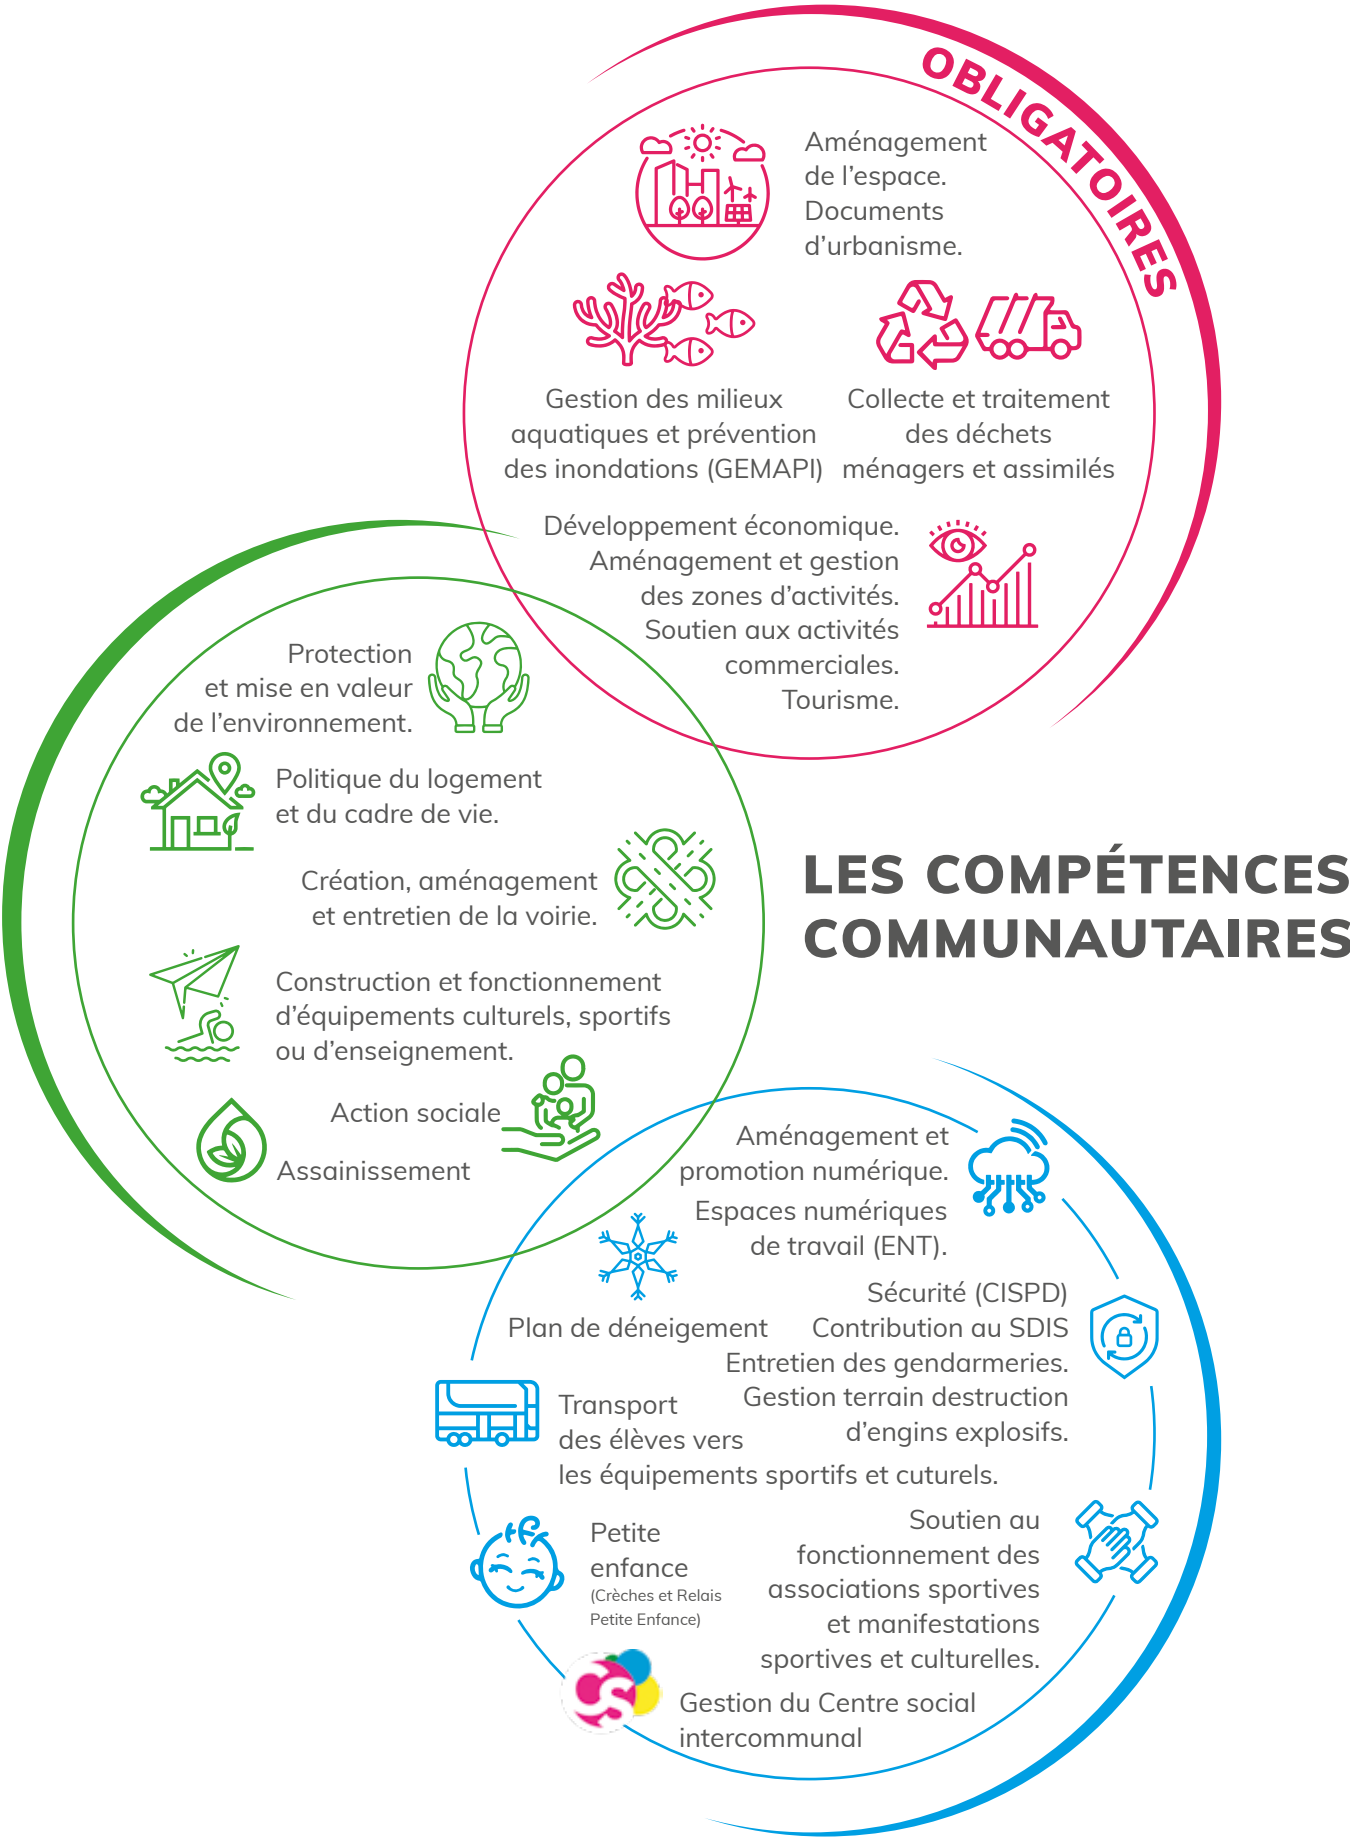 OBLIGATOIRES
Aménagement
de l’espace.
Documents
d’urbanisme.
Gestion des milieux
aquatiques et prévention
des inondations (GEMAPI)
Collecte et traitement
des déchets
ménagers et assimilés
Développement économique.
Aménagement et gestion
des zones d’activités.
Soutien aux activités
commerciales.
Tourisme.
Protection
et mise en valeur
de l’environnement.
Politique du logement
et du cadre de vie.
Création, aménagement
et entretien de la voirie.
Construction et fonctionnement
d’équipements culturels, sportifs
ou d’enseignement.
Action sociale
Assainissement
LES COMPÉTENCES
COMMUNAUTAIRES
Aménagement et
promotion numérique.
Espaces numériques
de travail (ENT).
Plan de déneigement
Sécurité (CISPD)
Contribution au SDIS
Entretien des gendarmeries.
Gestion terrain destruction
d’engins explosifs.
Transport
des élèves vers
les équipements sportifs et cuturels.
Petite
enfance
(Crèches et Relais
Petite Enfance)
Soutien au
fonctionnement des
associations sportives
et manifestations
sportives et culturelles.
CS
Gestion du Centre social
intercommunal